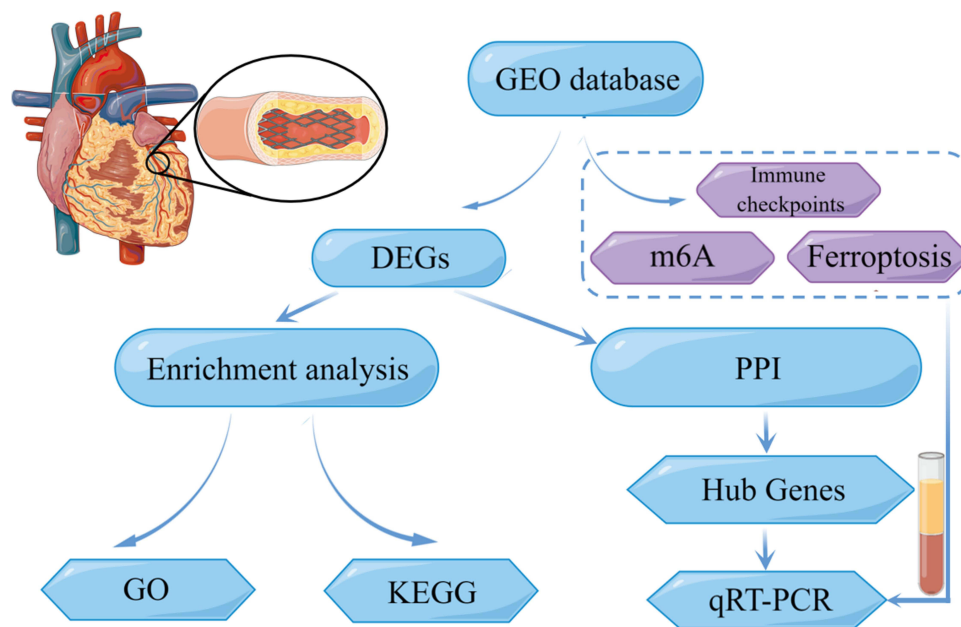 GEO database
Immune
checkpoints
m6A
Ferroptosis
DEGs
Enrichment analysis
PPI
Hub Genes
GO
KEGG
qRT-PCR